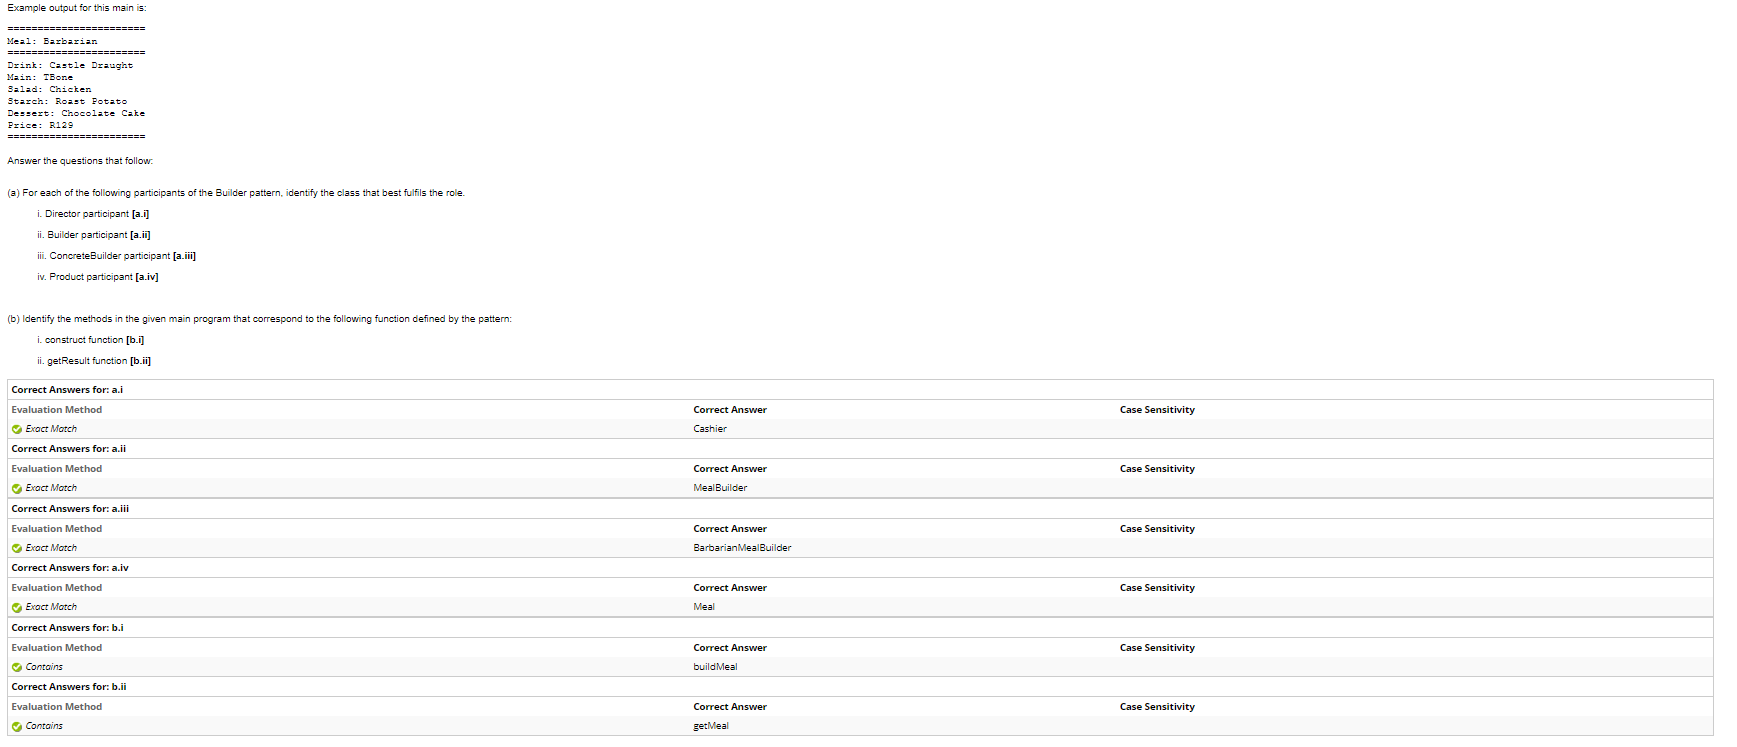 Example output for this main is:
=======================
Meal: Barbarian
=======================
Drink: Castle Draught
Main: TBone
Salad: Chicken
Starch: Roast Potato
Dessert: Chocolate Cake
Price: R129
=======================
Answer the questions that follow:
(a) For each of the following participants of the Builder pattern, identify the class that best fulfils the role.
i. Director participant [a.i]
ii. Builder participant [a.ii]
iii. ConcreteBuilder participant [a.iii]
iv. Product participant [a.iv]
(b) Identify the methods in the given main program that correspond to the following function defined by the pattern:
i. construct function [b.i]
ii. getResult function [b.ii]
Correct Answers for: a.i
Evaluation Method Correct Answer Case Sensitivity
Exact Match Cashier
Correct Answers for: a.ii
Evaluation Method Correct Answer Case Sensitivity
Exact Match MealBuilder
Correct Answers for: a.iii
Evaluation Method Correct Answer Case Sensitivity
Exact Match BarbarianMealBuilder
Correct Answers for: a.iv
Evaluation Method Correct Answer Case Sensitivity
Exact Match Meal
Correct Answers for: b.i
Evaluation Method Correct Answer Case Sensitivity
Contains buildMeal
Correct Answers for: b.ii
Evaluation Method Correct Answer Case Sensitivity
Contains getMeal